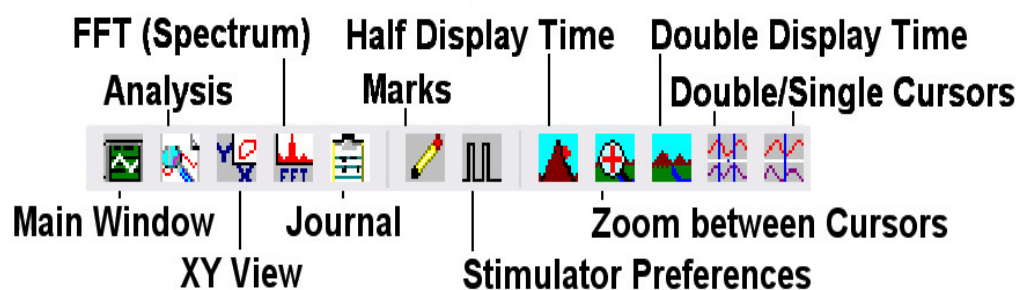 FFT (Spectrum) Half Display Time Double Display Time
Analysis Marks Double/Single Cursors
Y X FFT
Main Window Journal Zoom between Cursors
XY View Stimulator Preferences